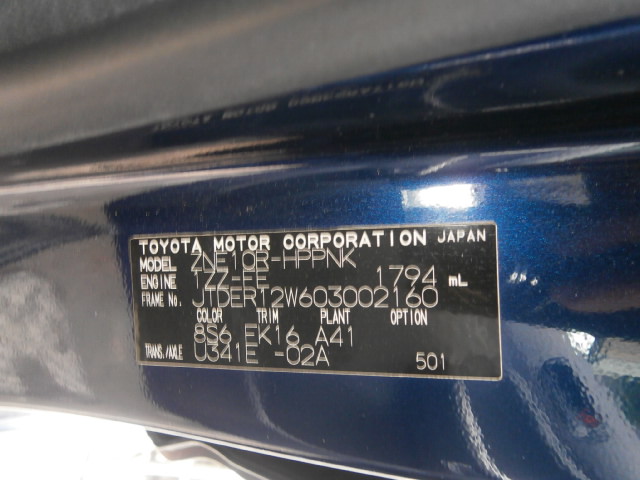 TOYOTA MOTOR CORPORATION JAPAN
MODEL ZNE10R-HPPNK
ENGINE 1ZZ-FE 1794 mL
FRAME NO. JTDERT2W603002160
COLOR TRIM PLANT OPTION
8S6 EK16 A41
TRANS./AXLE U341E -02A 501